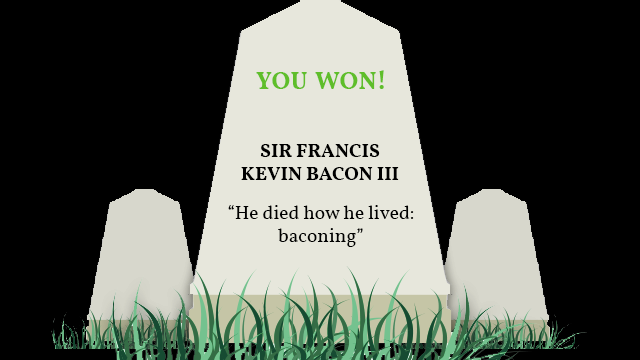 YOU WON!
SIR FRANCIS
KEVIN BACON III
“He died how he lived:
baconing”